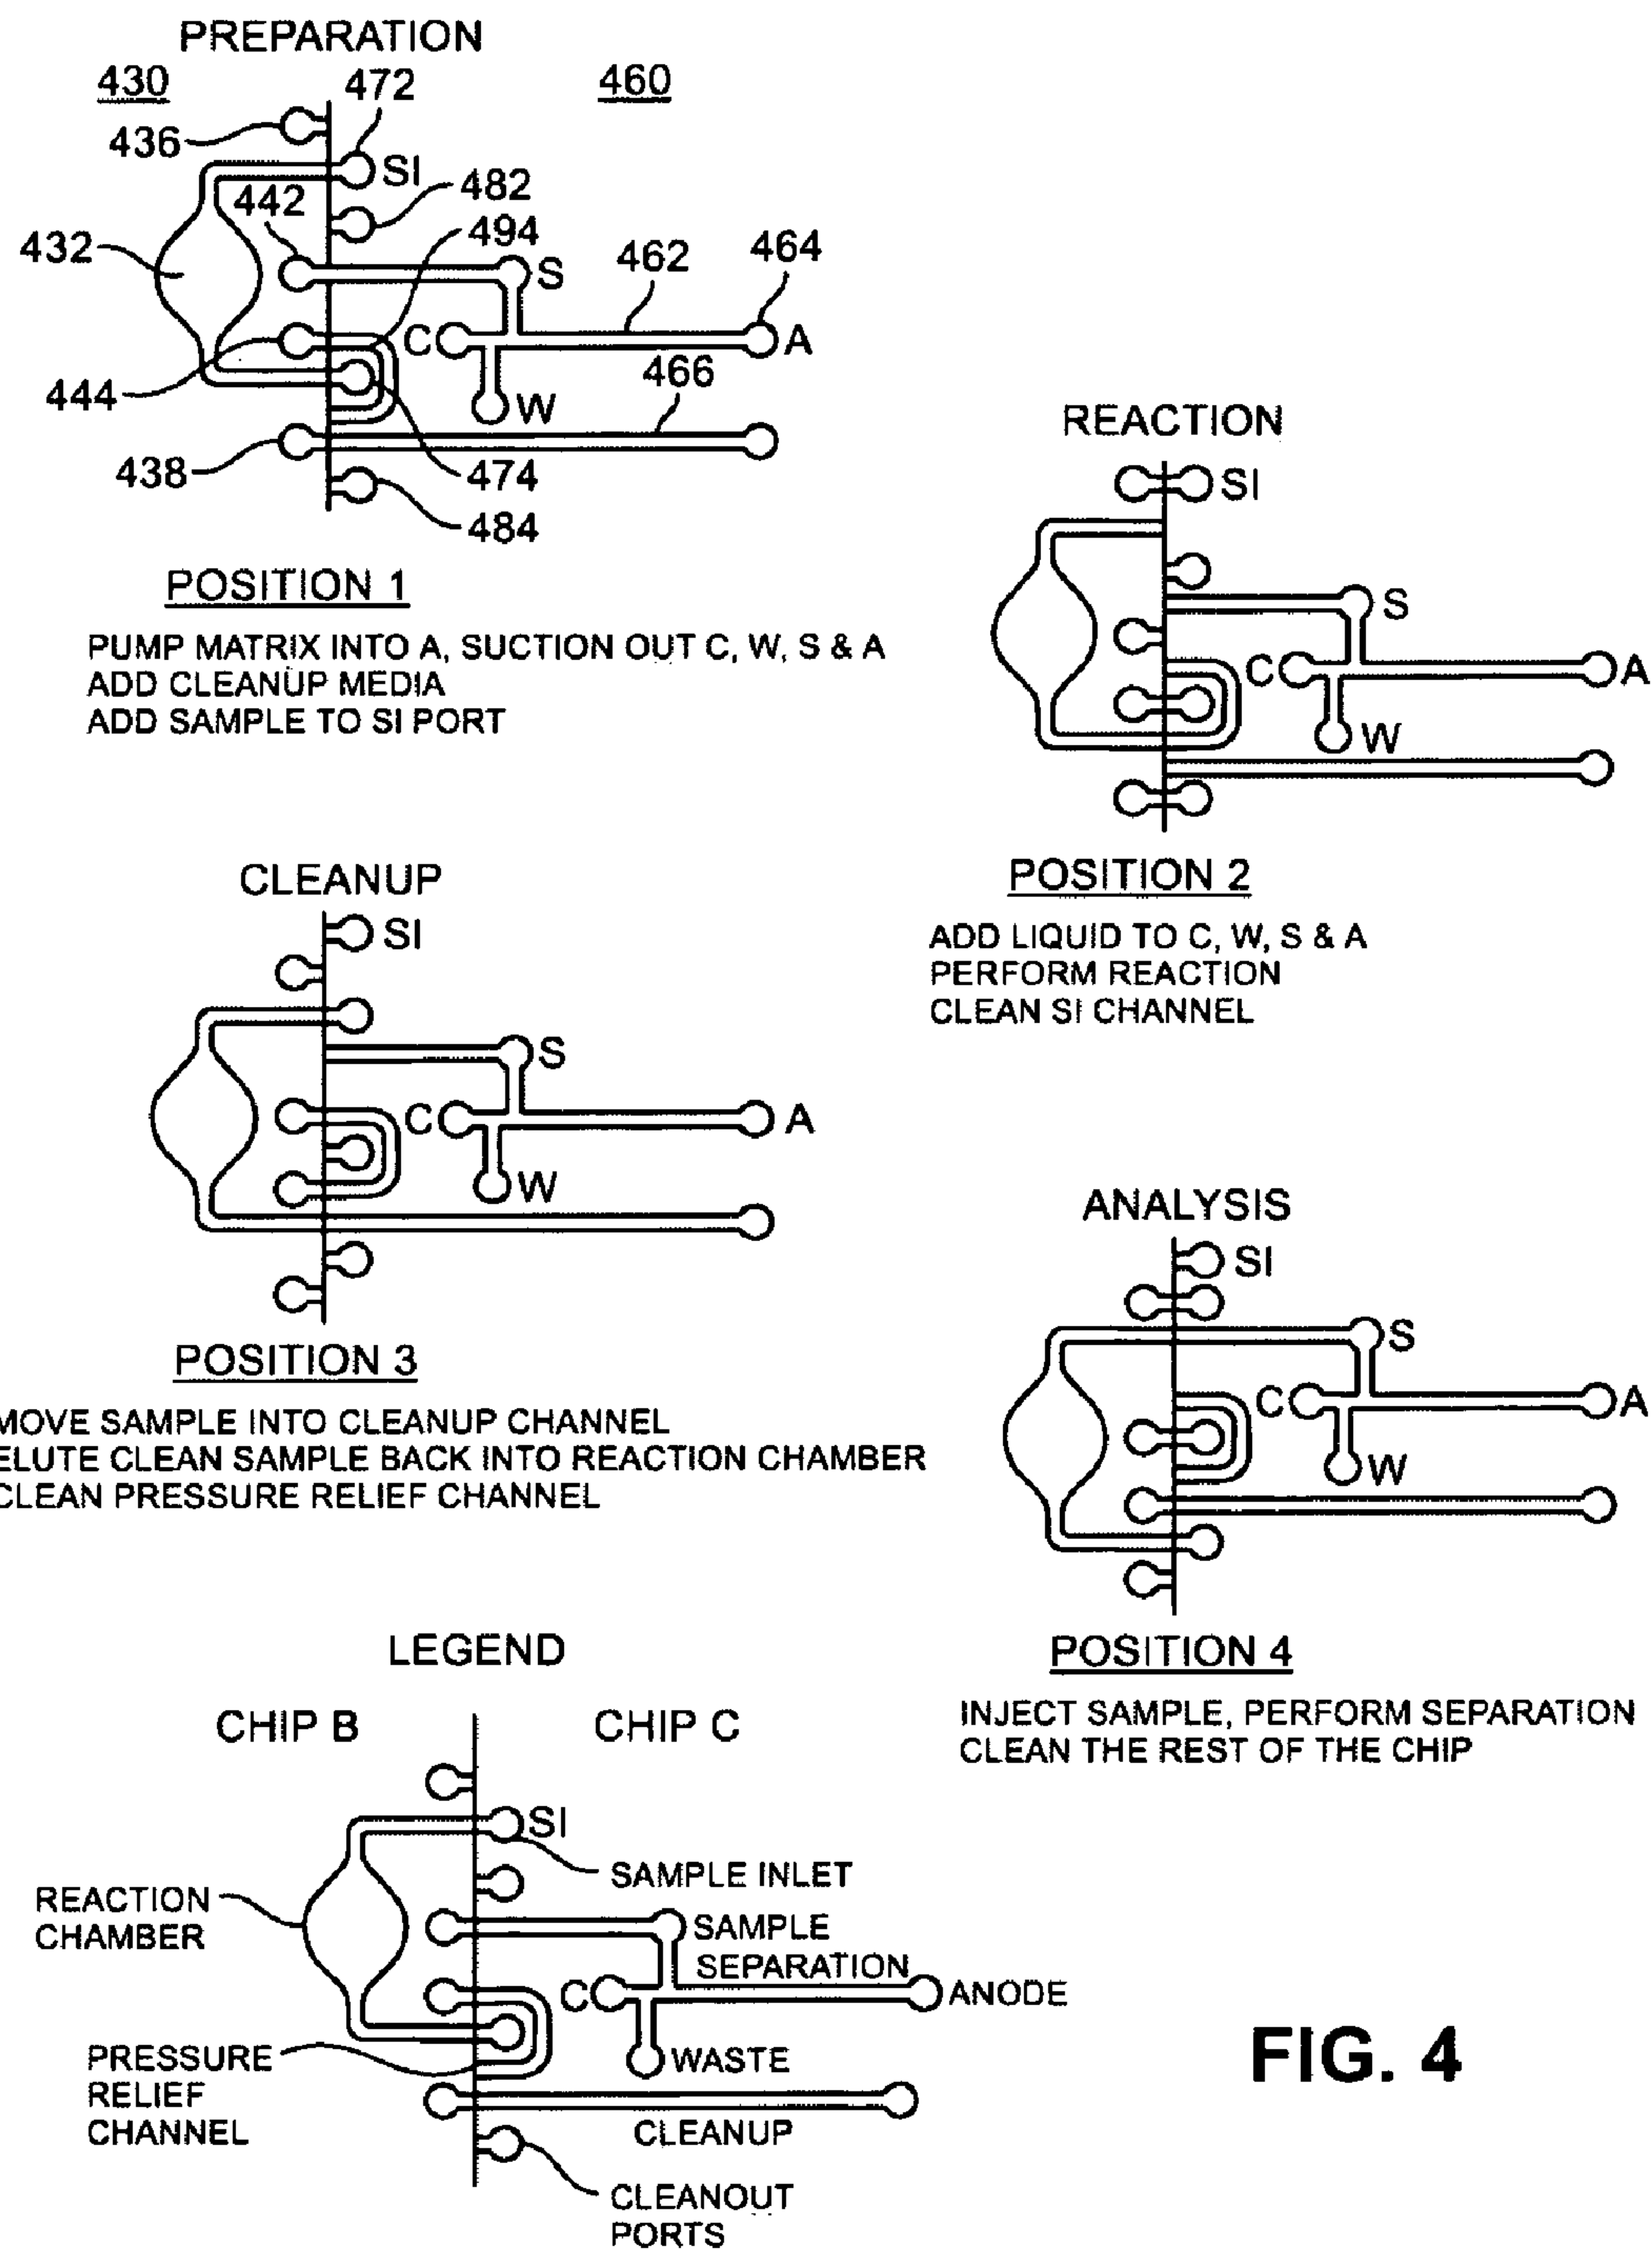 PREPARATION
430
472
460
436
SI
442
482
494
432
S
462
464
C
A
466
444
W
438
474
484
POSITION 1
PUMP MATRIX INTO A, SUCTION OUT C, W, S & A
ADD CLEANUP MEDIA
ADD SAMPLE TO SI PORT
REACTION
SI
S
C
A
W
POSITION 2
ADD LIQUID TO C, W, S & A
PERFORM REACTION
CLEAN SI CHANNEL
CLEANUP
SI
S
C
A
W
POSITION 3
MOVE SAMPLE INTO CLEANUP CHANNEL
ELUTE CLEAN SAMPLE BACK INTO REACTION CHAMBER
CLEAN PRESSURE RELIEF CHANNEL
ANALYSIS
SI
S
C
A
W
POSITION 4
INJECT SAMPLE, PERFORM SEPARATION
CLEAN THE REST OF THE CHIP
LEGEND
CHIP B
CHIP C
SI
SAMPLE INLET
REACTION
CHAMBER
SAMPLE
SEPARATION
C
ANODE
WASTE
PRESSURE
RELIEF
CHANNEL
CLEANUP
CLEANOUT
PORTS
FIG. 4